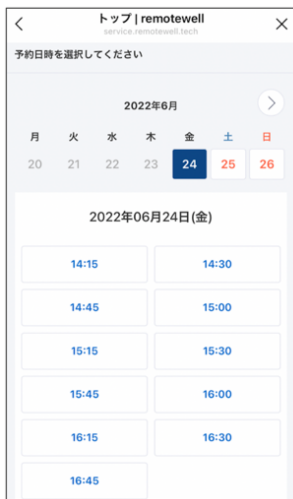 トップ | remotewell
service.remotewell.tech
予約日時を選択してください
2022年6月
月 火 水 木 金 土 日
20 21 22 23 24 25 26
2022年06月24日(金)
14:15 14:30
14:45 15:00
15:15 15:30
15:45 16:00
16:15 16:30
16:45